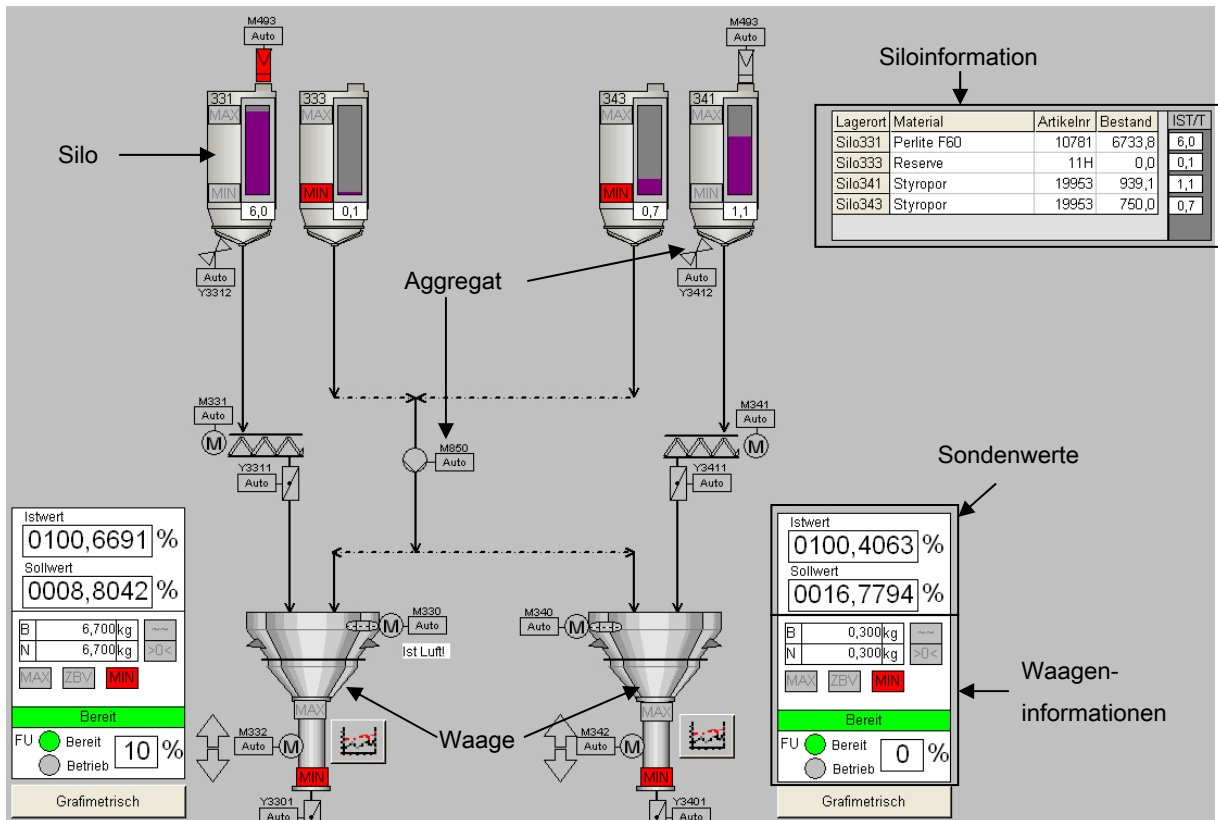 M493
Auto
M493
Auto
Siloinformation
331
MAX
MIN
6,0
333
MAX
MIN
0,1
343
MAX
MIN
0,7
341
MAX
MIN
1,1
Lagerort Material Artikelnr Bestand IST/T
Silo331 Perlite F60 10781 6733,8 6,0
Silo333 Reserve 11H 0,0 0,1
Silo341 Styropor 19953 939,1 1,1
Silo343 Styropor 19953 750,0 0,7
Silo
Auto
Y3312
Aggregat
Auto
Y3412
M331
Auto
M
M341
Auto
M
M850
Auto
Y3311
Auto
Y3411
Auto
Sondenwerte
Istwert
0100,6691 %
Sollwert
0008,8042 %
B 6,700 kg ~~
N 6,700 kg >0<
MAX ZBV MIN
Bereit
FU Bereit
Betrieb
10 %
Grafimetrisch
M330
Auto
M
Ist Luft!
M340
Auto
M
MAX
MIN
MAX
MIN
Waage
M332
Auto
M
M342
Auto
M
Y3301
Auto
Y3401
Auto
Istwert
0100,4063 %
Sollwert
0016,7794 %
B 0,300 kg ~~
N 0,300 kg >0<
MAX ZBV MIN
Bereit
FU Bereit
Betrieb
0 %
Grafimetrisch
Waagen-
informationen